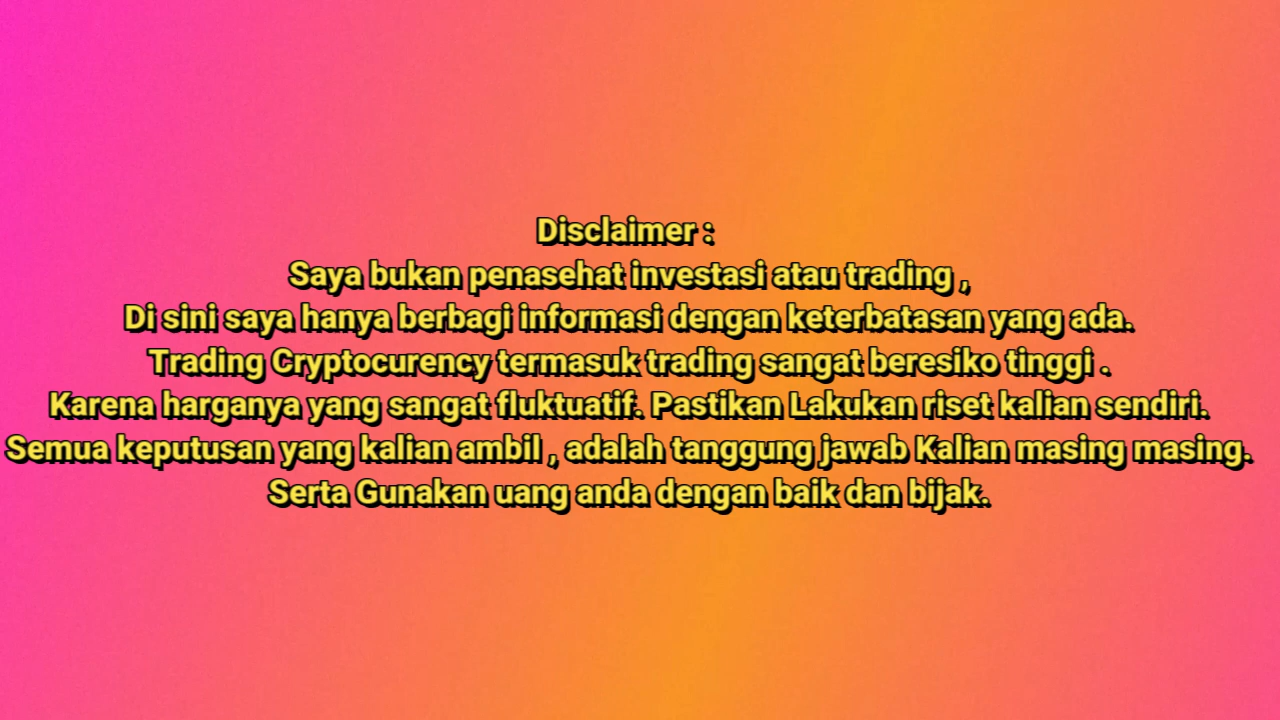 Disclaimer :
Saya bukan penasehat investasi atau trading ,
Di sini saya hanya berbagi informasi dengan keterbatasan yang ada.
Trading Cryptocurency termasuk trading sangat beresiko tinggi .
Karena harganya yang sangat fluktuatif. Pastikan Lakukan riset kalian sendiri.
Semua keputusan yang kalian ambil , adalah tanggung jawab Kalian masing masing.
Serta Gunakan uang anda dengan baik dan bijak.